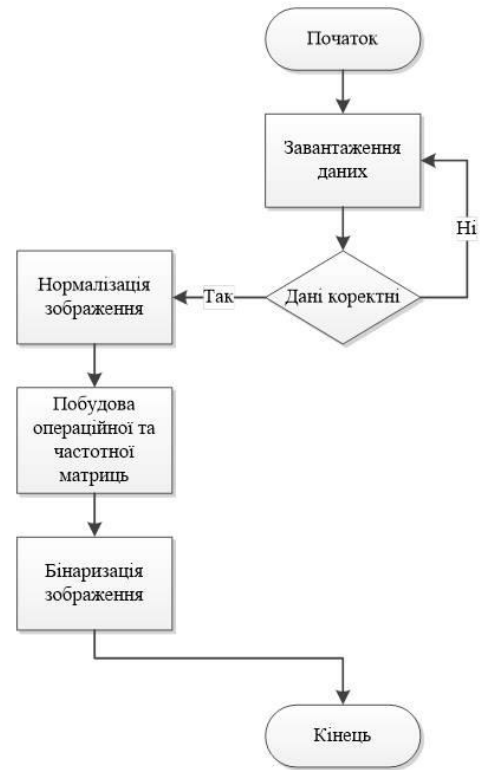 Початок
Завантаження
даних
Ні
Дані коректні
Так
Нормалізація
зображення
Побудова
операційної та
частотної
матриць
Бінаризація
зображення
Кінець